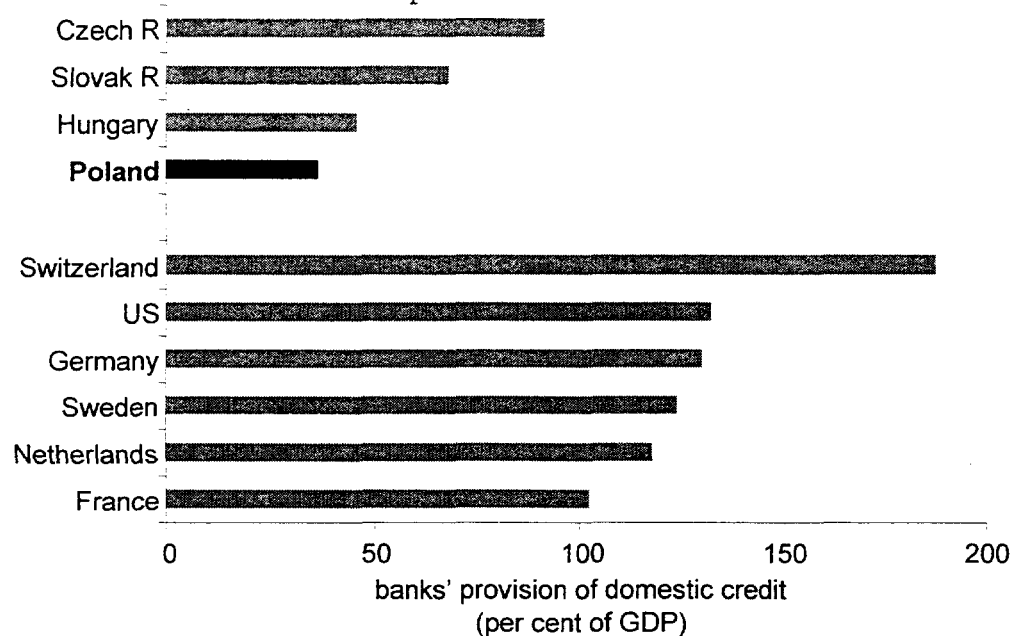 Czech R
Slovak R
Hungary
Poland
Switzerland
US
Germany
Sweden
Netherlands
France
0 50 100 150 200
banks' provision of domestic credit
(per cent of GDP)